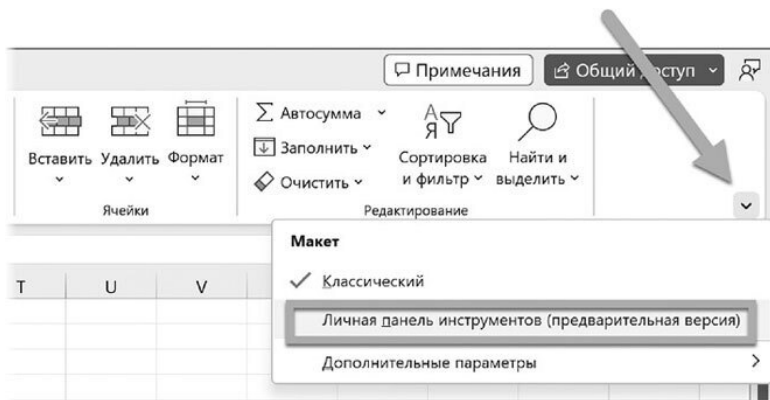 Примечания
Общий доступ
Вставить Удалить Формат
Ячейки
Автосумма
Заполнить
Очистить
А
Я
Сортировка
и фильтр
Найти и
выделить
Редактирование
Макет
Классический
Личная панель инструментов (предварительная версия)
Дополнительные параметры
T U V